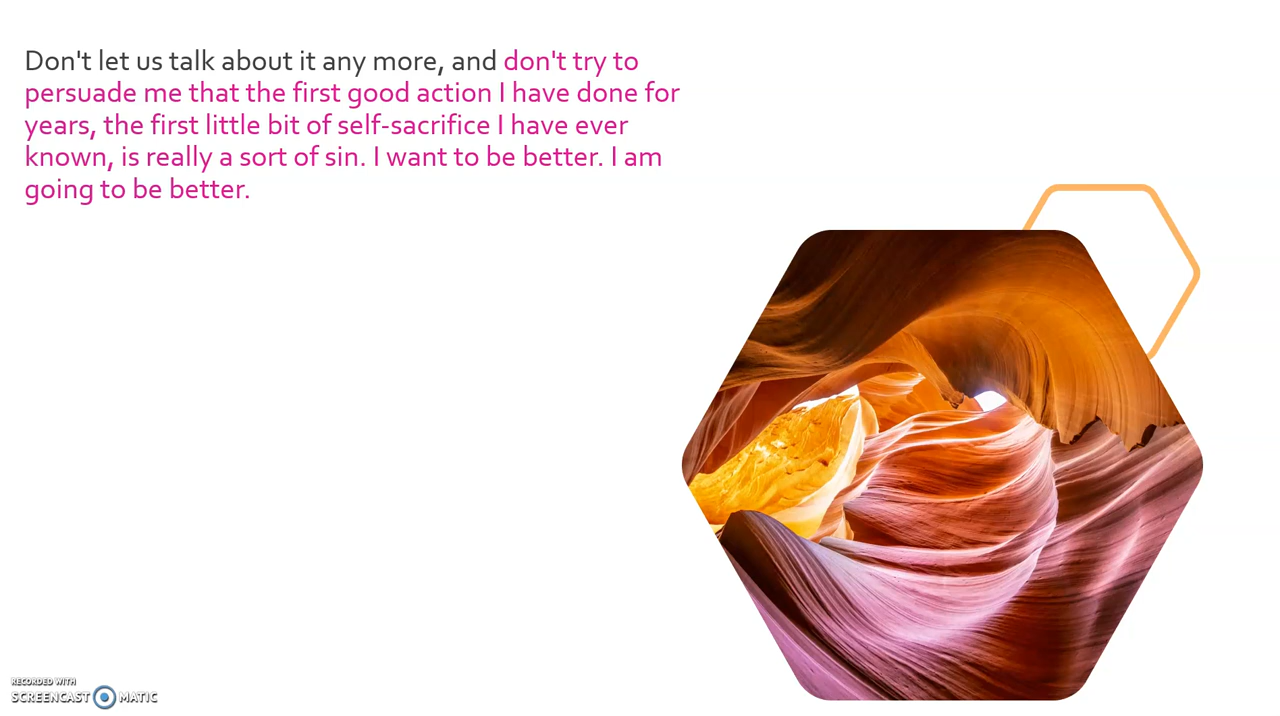 Don't let us talk about it any more, and don't try to
persuade me that the first good action I have done for
years, the first little bit of self-sacrifice I have ever
known, is really a sort of sin. I want to be better. I am
going to be better.
RECORDED WITH
SCREENCAST MATIC